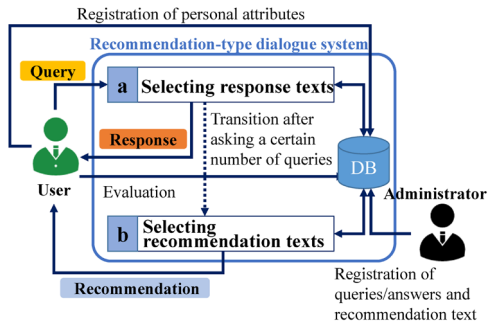 Registration of personal attributes
Recommendation-type dialogue system
Query
a
Selecting response texts
Response
Transition after
asking a certain
number of queries
User
Evaluation
DB
Administrator
b
Selecting
recommendation texts
Recommendation
Registration of
queries/answers and
recommendation text